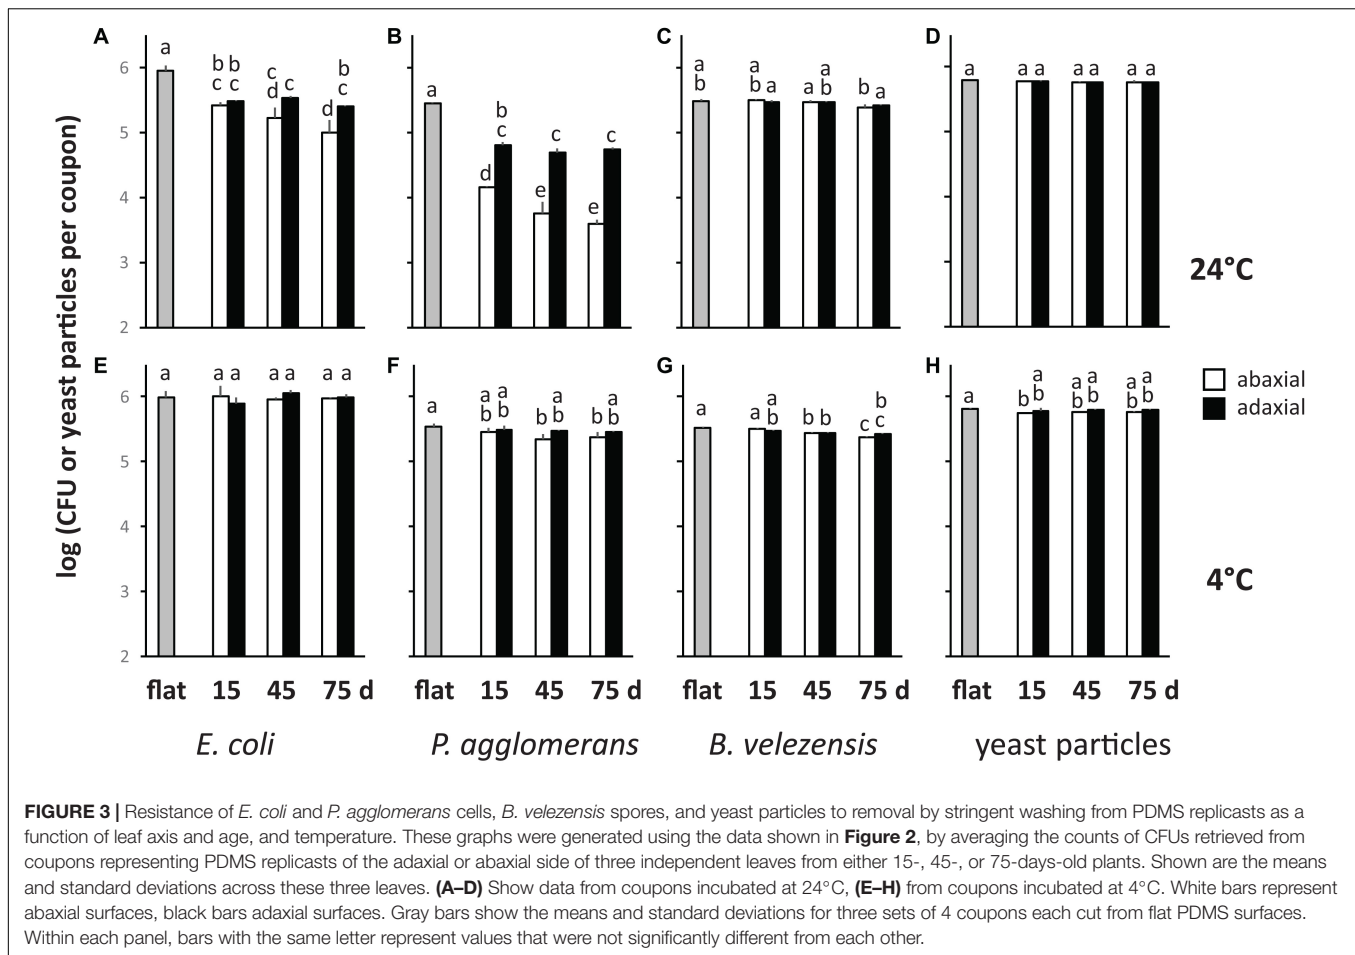 A
B
C
D
a
b b
c c
c
d c
b
d c
a
b
c
d
c
e
c
e
a
b
a
b a
a
a b
b a
a
a a
a a
a a
log (CFU or yeast particles per coupon)
6
5
4
3
2
24°C
E
F
G
H
a
a a
a a
a a
a
a a
b b
a
b b
a
b b
a
a
a b
b b
b
c c
a
a
b b
a a
b b
a a
b b
6
5
4
3
2
abaxial
adaxial
4°C
flat 15 45 75 d
flat 15 45 75 d
flat 15 45 75 d
flat 15 45 75 d
E. coli
P. agglomerans
B. velezensis
yeast particles
FIGURE 3 | Resistance of E. coli and P. agglomerans cells, B. velezensis spores, and yeast particles to removal by stringent washing from PDMS replicasts as a
function of leaf axis and age, and temperature. These graphs were generated using the data shown in Figure 2, by averaging the counts of CFUs retrieved from
coupons representing PDMS replicasts of the adaxial or abaxial side of three independent leaves from either 15-, 45-, or 75-days-old plants. Shown are the means
and standard deviations across these three leaves. (A–D) Show data from coupons incubated at 24°C, (E–H) from coupons incubated at 4°C. White bars represent
abaxial surfaces, black bars adaxial surfaces. Gray bars show the means and standard deviations for three sets of 4 coupons each cut from flat PDMS surfaces.
Within each panel, bars with the same letter represent values that were not significantly different from each other.